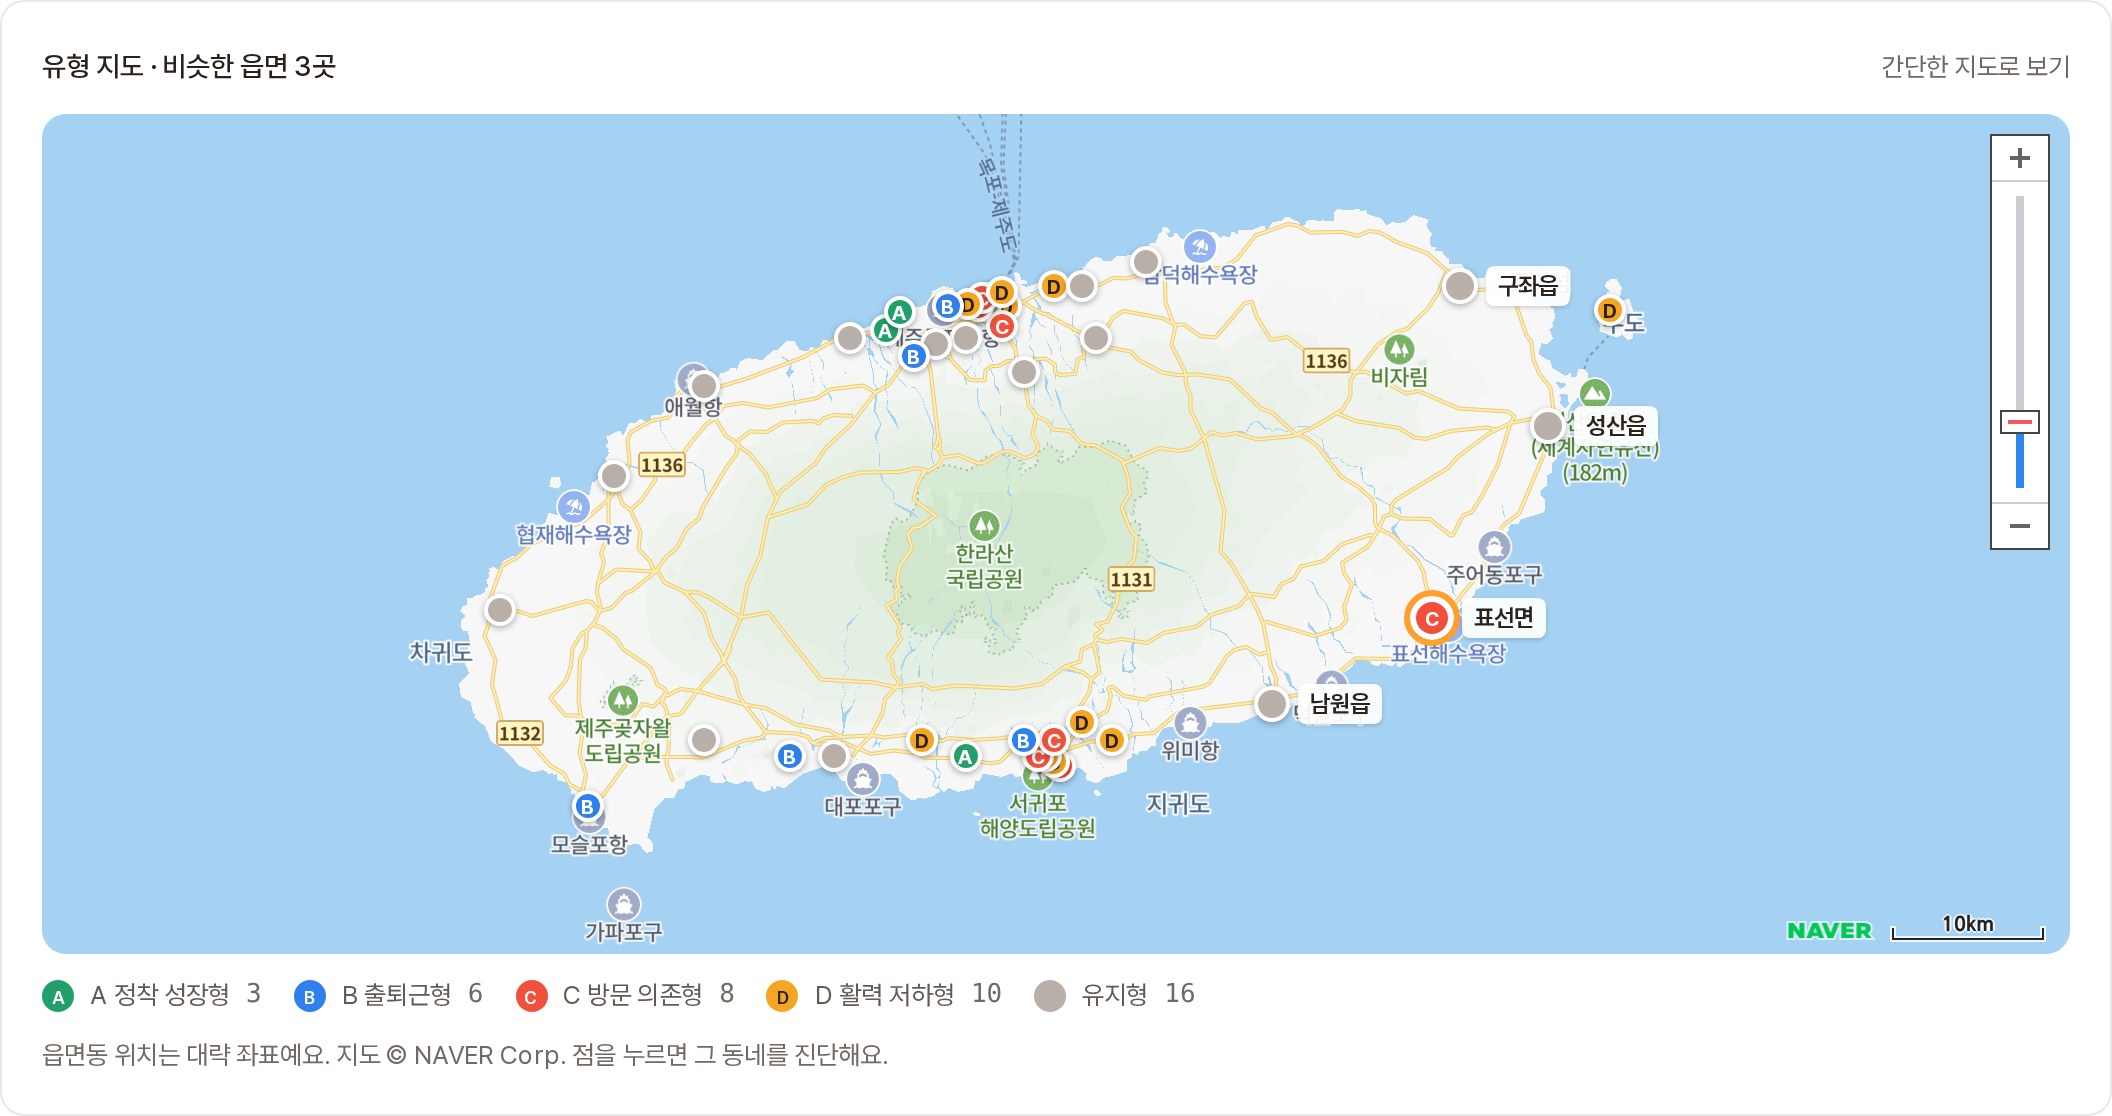 유형 지도 · 비슷한 읍면 3곳
간단한 지도로 보기
목포-제주도
+
구좌읍
D
우도
D
D
D
B
A
A
C
B
1136
비자림
애월항
성산읍
(182m)
1136
협재해수욕장
한라산
국립공원
1131
주어동포구
C
표선면
표선해수욕장
차귀도
남원읍
제주곶자왈
도립공원
1132
D
B
C
D
D
A
B
C
위미항
대포포구
서귀포
해양도립공원
지귀도
B
모슬포항
가파포구
NAVER
10km
A A 정착 성장형 3
B B 출퇴근형 6
C C 방문 의존형 8
D D 활력 저하형 10
유지형 16
읍면동 위치는 대략 좌표예요. 지도 © NAVER Corp. 점을 누르면 그 동네를 진단해요.